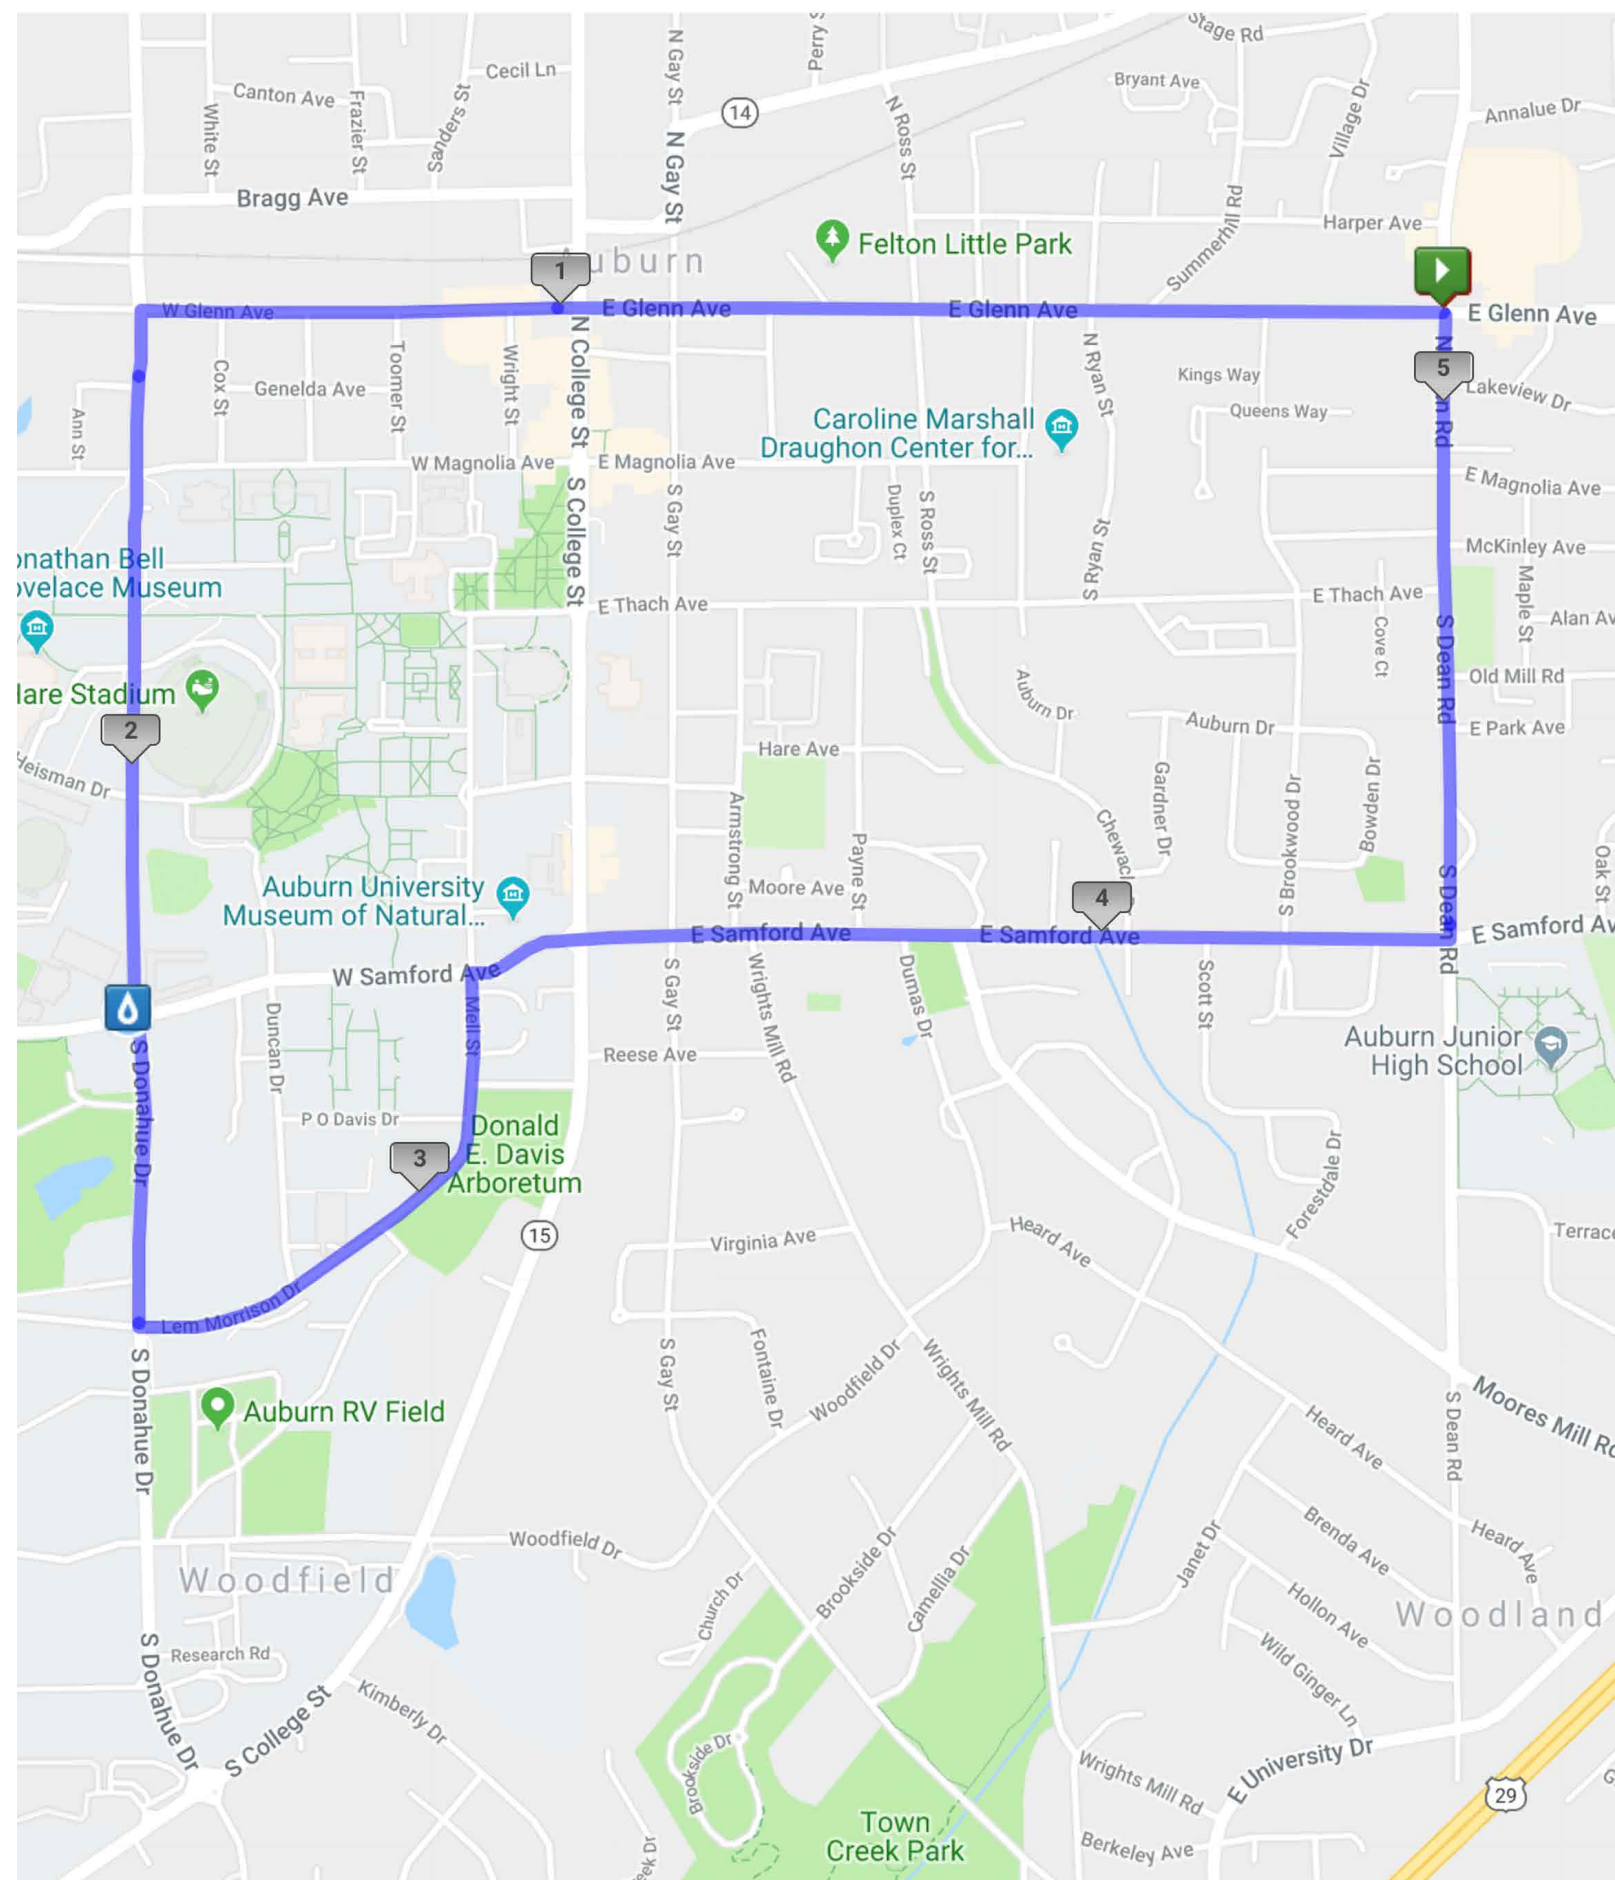 Stage Rd
Perry S
N Gay St
Cecil Ln
Bryant Ave
Village Dr
Canton Ave
Frazier St
Sanders St
White St
14
N Ross St
Annalue Dr
N Gay St
Bragg Ave
Summerhill Rd
Harper Ave
Felton Little Park
uburn
1
W Glenn Ave
E Glenn Ave
E Glenn Ave
E Glenn Ave
N College St
Wright St
Toomer St
Cox St
Genelda Ave
Ann St
N Ryan St
Kings Way
Queens Way
5
n Rd
Lakeview Dr
Caroline Marshall
Draughon Center for...
W Magnolia Ave
E Magnolia Ave
E Magnolia Ave
S College St
S Gay St
Duplex Ct
S Ross St
S Ryan St
McKinley Ave
Maple St
onathan Bell
ovelace Museum
E Thach Ave
E Thach Ave
Cove Ct
S Dean Rd
Alan Av
Old Mill Rd
E Park Ave
lare Stadium
2
Heisman Dr
Auburn Dr
Auburn Dr
Hare Ave
Gardner Dr
S Brookwood Dr
Bowden Dr
Armstrong St
Payne St
Chewacl
Oak St
Moore Ave
Auburn University
Museum of Natural...
4
S Dean Rd
E Samford Ave
E Samford Ave
E Samford Av
W Samford Ave
Mell St
Duncan Dr
S Gay St
Wrights Mill Rd
Dumas Dr
Scott St
Auburn Junior
High School
Reese Ave
S Donahue Dr
P O Davis Dr
Donald
E. Davis
Arboretum
3
15
Forestdale Dr
Virginia Ave
Heard Ave
Terrace
Lem Morrison Dr
S Donahue Dr
S Gay St
Fontaine Dr
Woodfield Dr
Wrights Mill Rd
Auburn RV Field
Moores Mill Rd
S Dean Rd
Heard Ave
Heard Ave
Brenda Ave
Janet Dr
Woodfield Dr
Woodfield
Church Dr
Brookside Dr
Camellia Dr
Hollon Ave
Woodland
Wild Ginger Ln
S Donahue Dr
Research Rd
Kimberly Dr
S College St
Brookside Dr
E University Dr
Wrights Mill Rd
29
Town
Creek Park
Berkeley Ave
eek Dr